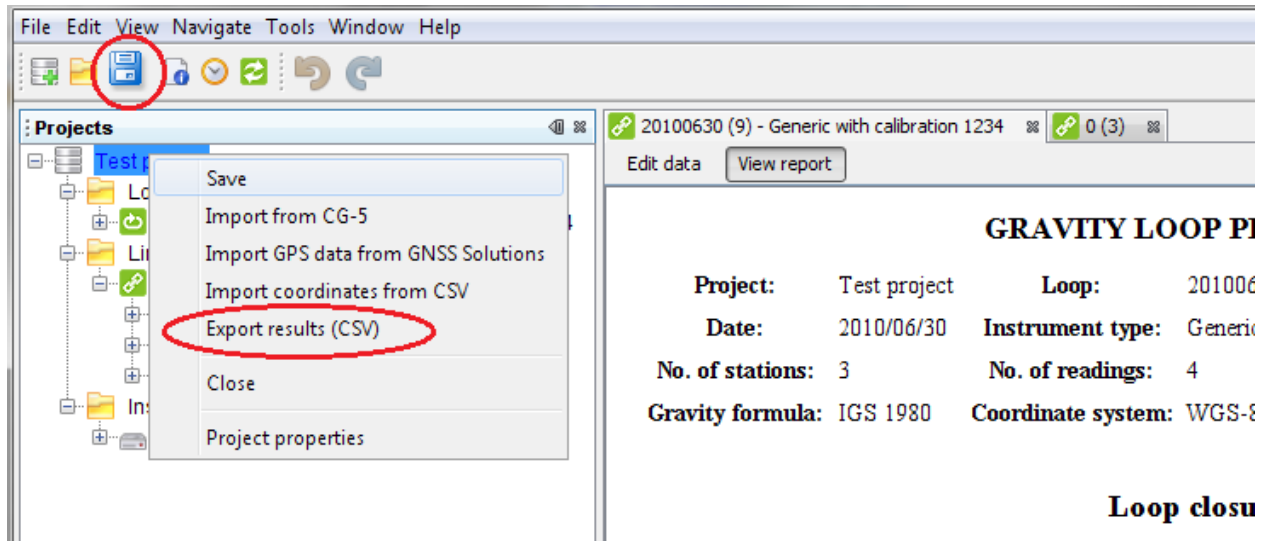 File Edit View Navigate Tools Window Help
Projects
20100630 (9) - Generic with calibration 1234
0 (3)
Test
Edit data
View report
Save
Import from CG-5
Import GPS data from GNSS Solutions
Import coordinates from CSV
Export results (CSV)
Close
Project properties
GRAVITY LOOP
Project: Test project Loop:
Date: 2010/06/30 Instrument type: Generic
No. of stations: 3 No. of readings: 4
Gravity formula: IGS 1980 Coordinate system:
Loop